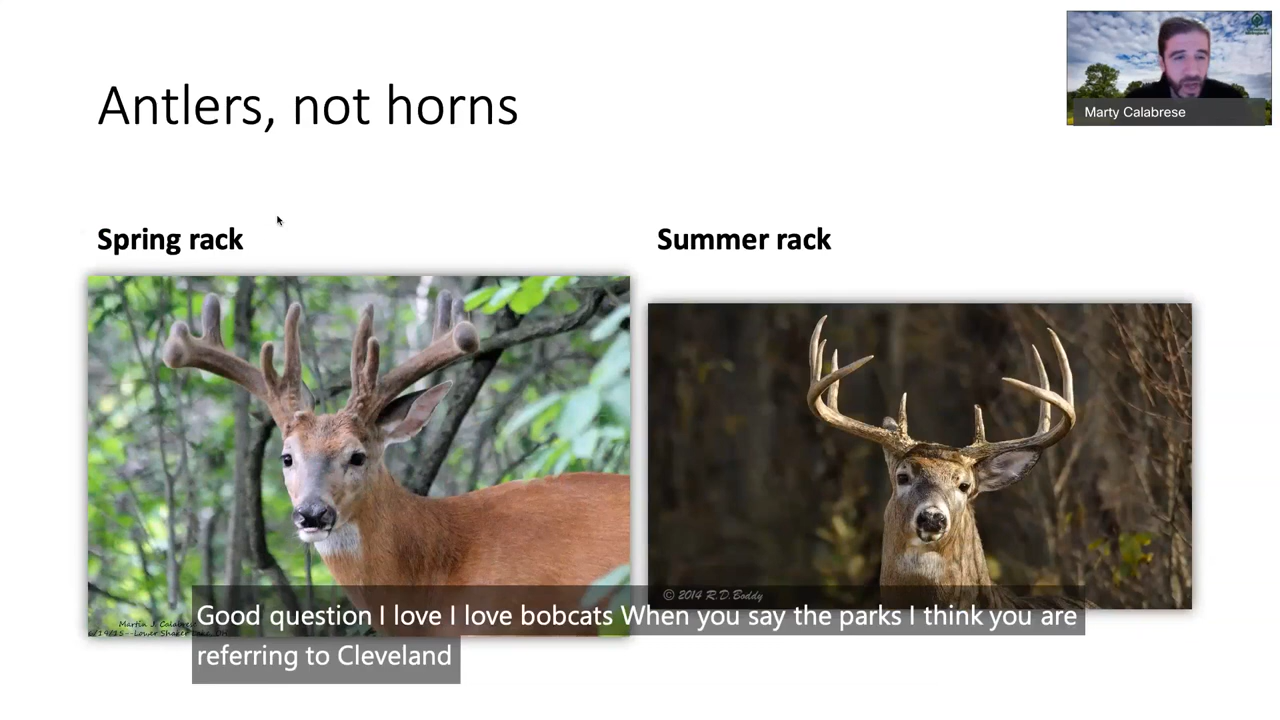 Antlers, not horns
Marty Calabrese
Spring rack
Summer rack
© 2014 R.D.Boddy
Good question I love I love bobcats When you say the parks I think you are
referring to Cleveland